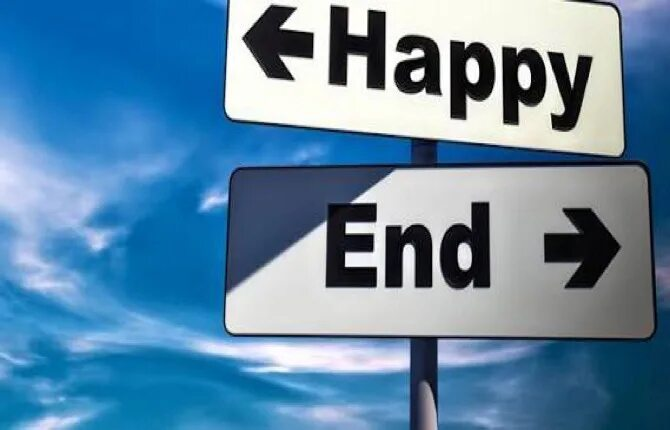 ← Happy
End →